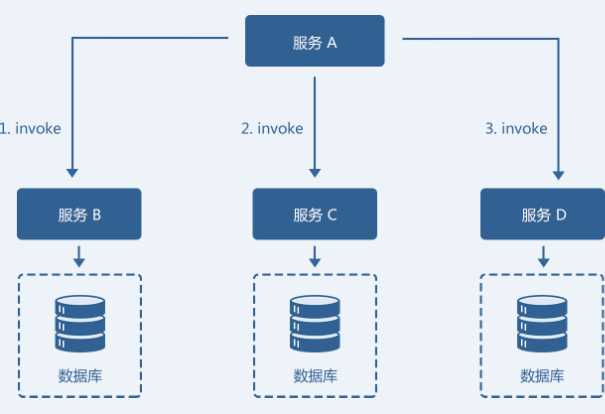 服务 A
1. invoke
2. invoke
3. invoke
服务 B
服务 C
服务 D
数据库
数据库
数据库